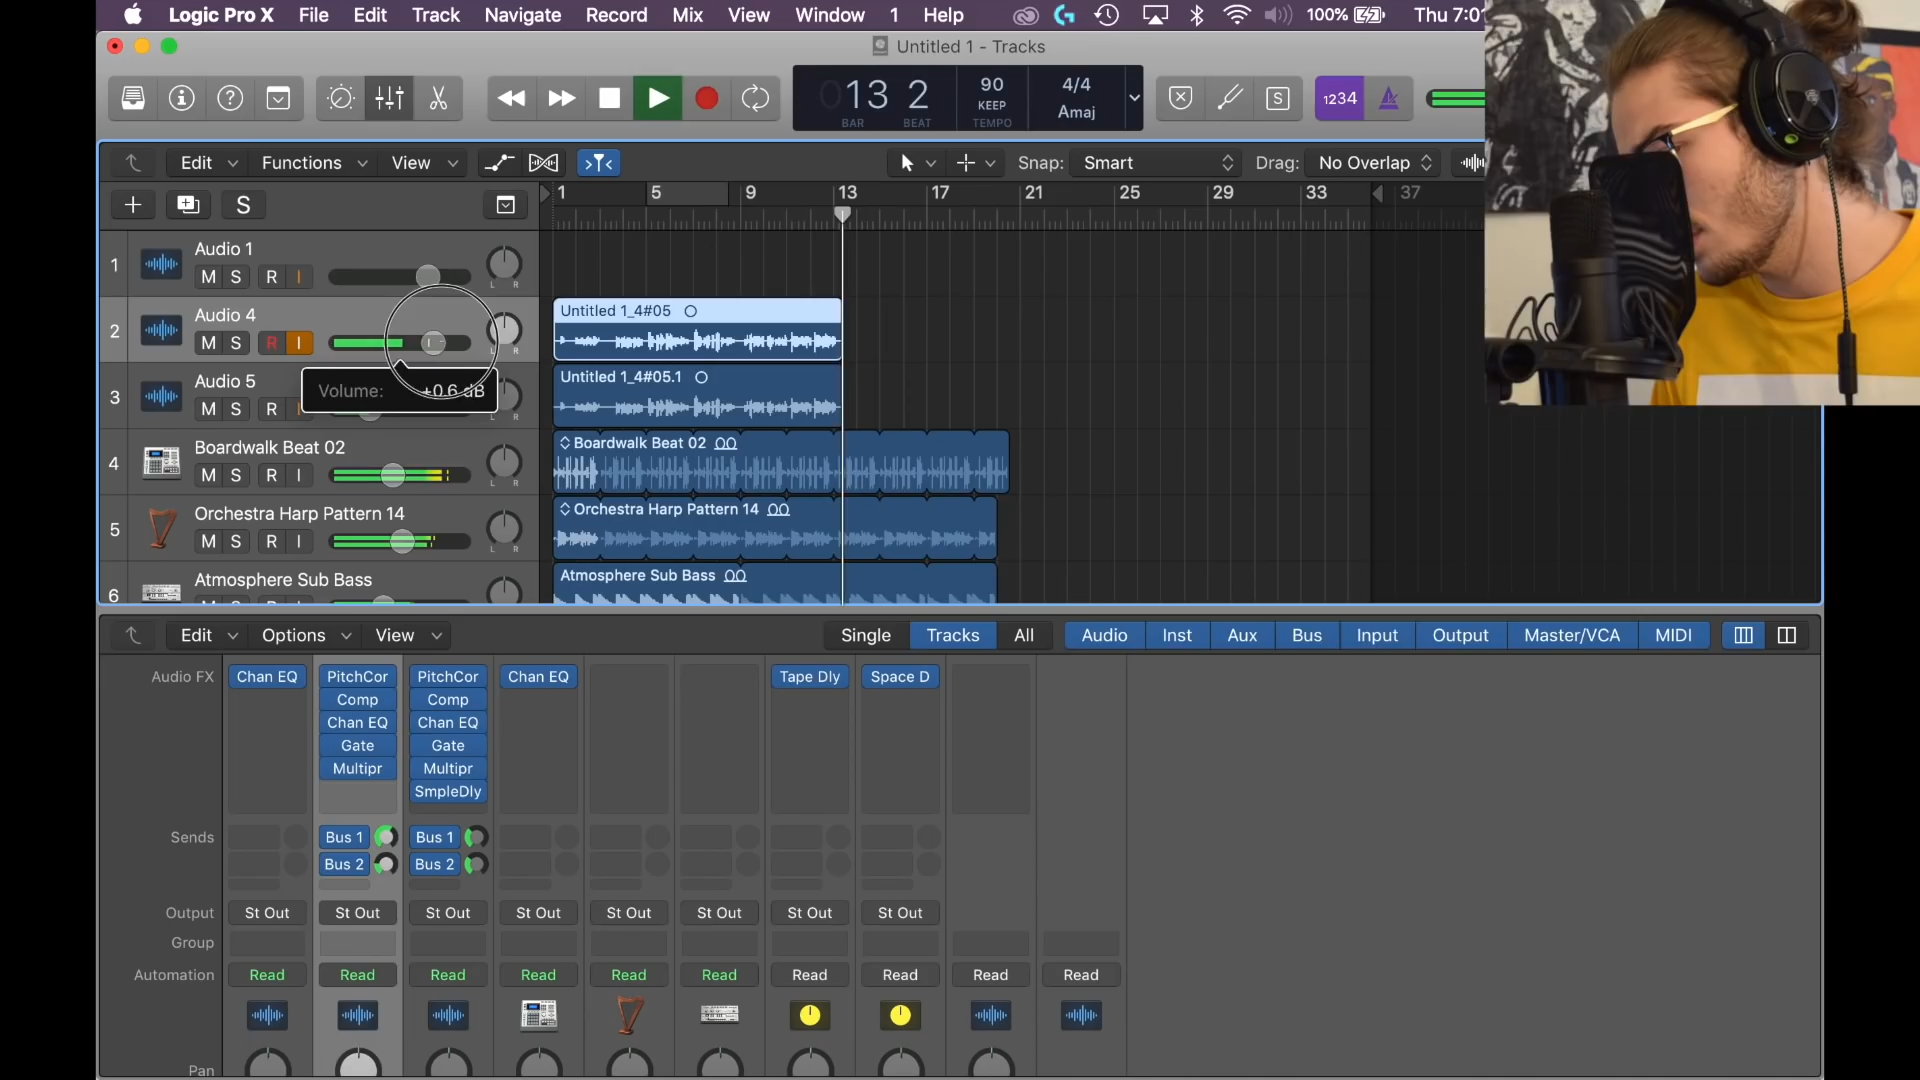 Logic Pro X File Edit Track Navigate Record Mix View Window 1 Help 100% Thu 7:01
Untitled 1 - Tracks
13 2 90 KEEP 4/4 Amaj
BAR BEAT TEMPO
S 1234
Edit Functions View Snap: Smart Drag: No Overlap
S
1 5 9 13 17 21 25 29 33 37
1 Audio 1
M S R I L R
2 Audio 4
M S R I L R
Volume: +0.6 dB
3 Audio 5
M S R L R
4 Boardwalk Beat 02
M S R I L R
5 Orchestra Harp Pattern 14
M S R I L R
6 Atmosphere Sub Bass
Untitled 1_4#05
Untitled 1_4#05.1
Boardwalk Beat 02
Orchestra Harp Pattern 14
Atmosphere Sub Bass
Edit Options View Single Tracks All Audio Inst Aux Bus Input Output Master/VCA MIDI
Audio FX Chan EQ PitchCor PitchCor Chan EQ Tape Dly Space D
Comp Comp
Chan EQ Chan EQ
Gate Gate
Multipr Multipr
SmpleDly
Sends Bus 1 Bus 1
Bus 2 Bus 2
Output St Out St Out St Out St Out St Out St Out St Out St Out
Group
Automation Read Read Read Read Read Read Read Read Read Read
Pan